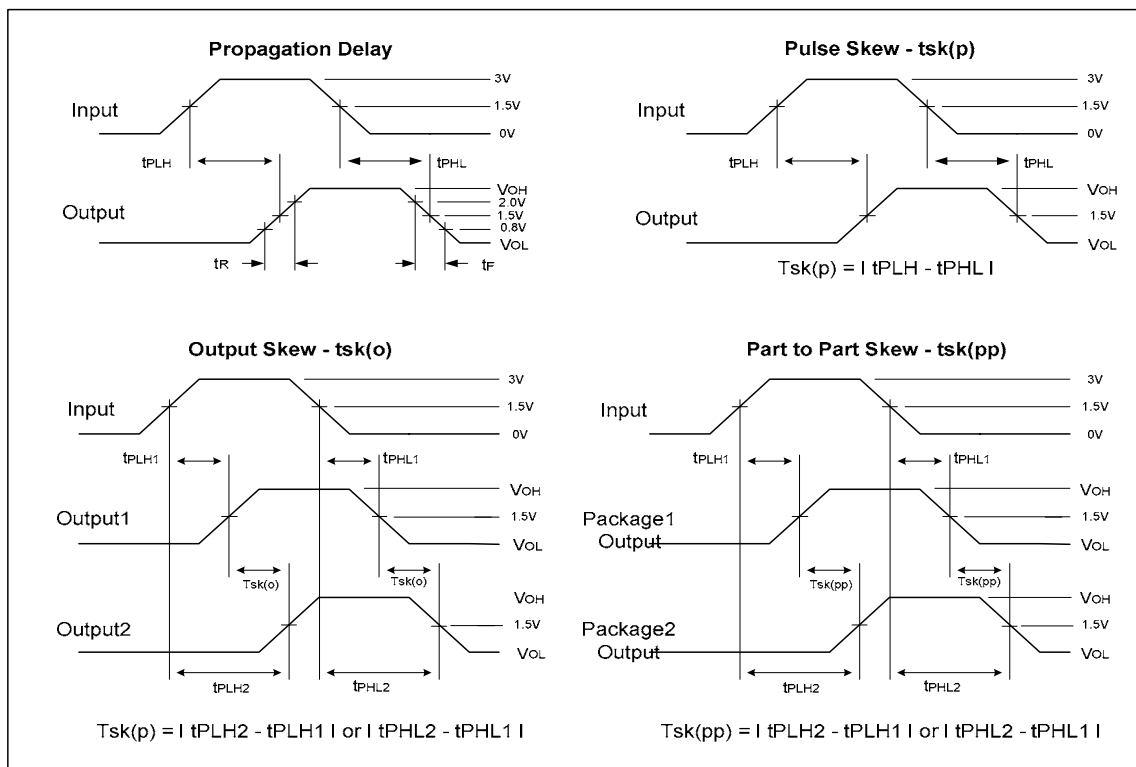 Propagation Delay
Input
3V
1.5V
0V
tPLH
tPHL
Output
VOH
2.0V
1.5V
0.8V
VOL
tR
tF
Pulse Skew - tsk(p)
Input
3V
1.5V
0V
tPLH
tPHL
Output
VOH
1.5V
VOL
Tsk(p) = I tPLH - tPHL I
Output Skew - tsk(o)
Input
3V
1.5V
0V
tPLH1
tPHL1
Output1
VOH
1.5V
VOL
Tsk(o)
Tsk(o)
Output2
VOH
1.5V
VOL
tPLH2
tPHL2
Tsk(p) = I tPLH2 - tPLH1 I or I tPHL2 - tPHL1 I
Part to Part Skew - tsk(pp)
Input
3V
1.5V
0V
tPLH1
tPHL1
Package1
Output
VOH
1.5V
VOL
Tsk(pp)
Tsk(pp)
Package2
Output
VOH
1.5V
VOL
tPLH2
tPHL2
Tsk(pp) = I tPLH2 - tPLH1 I or I tPHL2 - tPHL1 I